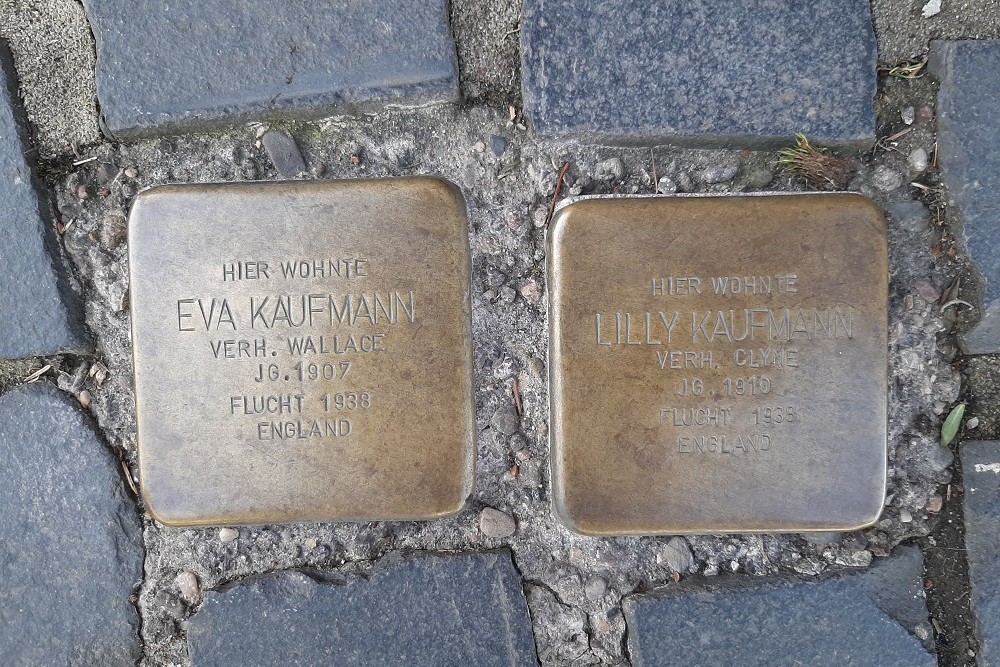 HIER WOHNTE
EVA KAUFMANN
VERH. WALLACE
JG. 1907
FLUCHT 1938
ENGLAND
HIER WOHNTE
LILLY KAUFMANN
VERH. CLYNE
JG. 1910
FLUCHT 1938
ENGLAND